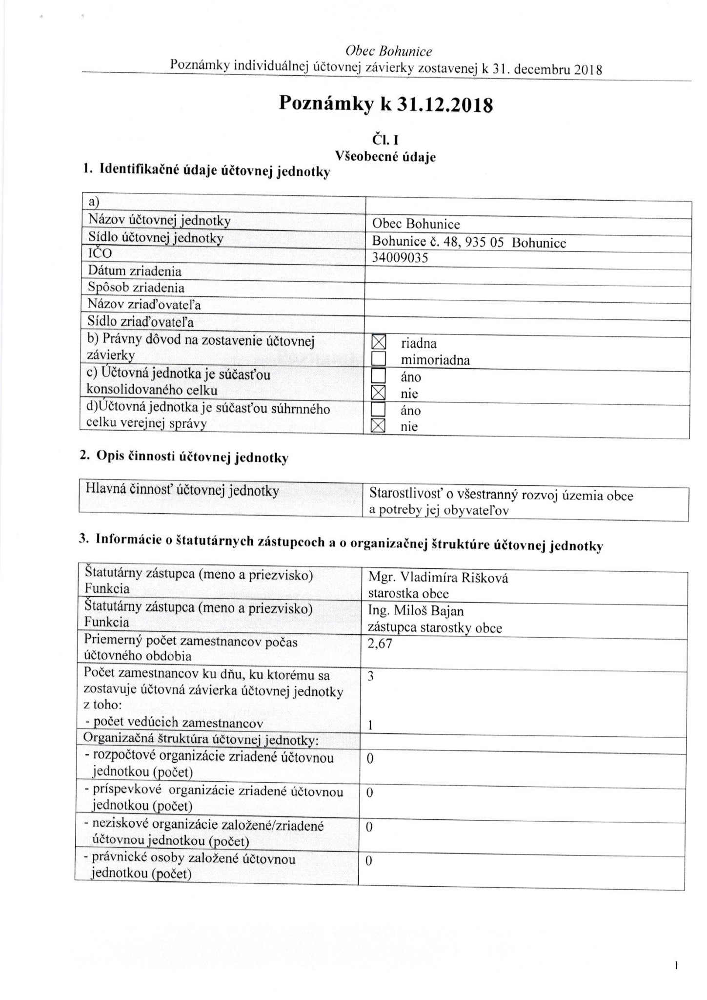 Obec Bohunice
Poznámky individuálnej účtovnej závierky zostavenej k 31. decembru 2018
Poznámky k 31.12.2018
Čl. I
Všeobecné údaje
1. Identifikačné údaje účtovnej jednotky
a)
Názov účtovnej jednotky
Obec Bohunice
Sídlo účtovnej jednotky
Bohunice č. 48, 935 05 Bohunice
IČO
34009035
Dátum zriadenia
Spôsob zriadenia
Názov zriaďovateľa
Sídlo zriaďovateľa
b) Právny dôvod na zostavenie účtovnej
závierky
riadna
mimoriadna
c) Účtovná jednotka je súčasťou
konsolidovaného celku
áno
nie
d)Účtovná jednotka je súčasťou súhrnného
celku verejnej správy
áno
nie
2. Opis činnosti účtovnej jednotky
Hlavná činnosť účtovnej jednotky
Starostlivosť o všestranný rozvoj územia obce
a potreby jej obyvateľov
3. Informácie o štatutárnych zástupcoch a o organizačnej štruktúre účtovnej jednotky
Štatutárny zástupca (meno a priezvisko)
Funkcia
Mgr. Vladimíra Rišková
starostka obce
Štatutárny zástupca (meno a priezvisko)
Funkcia
Ing. Miloš Bajan
zástupca starostky obce
Priemerný počet zamestnancov počas
účtovného obdobia
2,67
Počet zamestnancov ku dňu, ku ktorému sa
zostavuje účtovná závierka účtovnej jednotky
z toho:
- počet vedúcich zamestnancov
3
1
Organizačná štruktúra účtovnej jednotky:
- rozpočtové organizácie zriadené účtovnou
jednotkou (počet)
0
- príspevkové organizácie zriadené účtovnou
jednotkou (počet)
0
- neziskové organizácie založené/zriadené
účtovnou jednotkou (počet)
0
- právnické osoby založené účtovnou
jednotkou (počet)
0
1